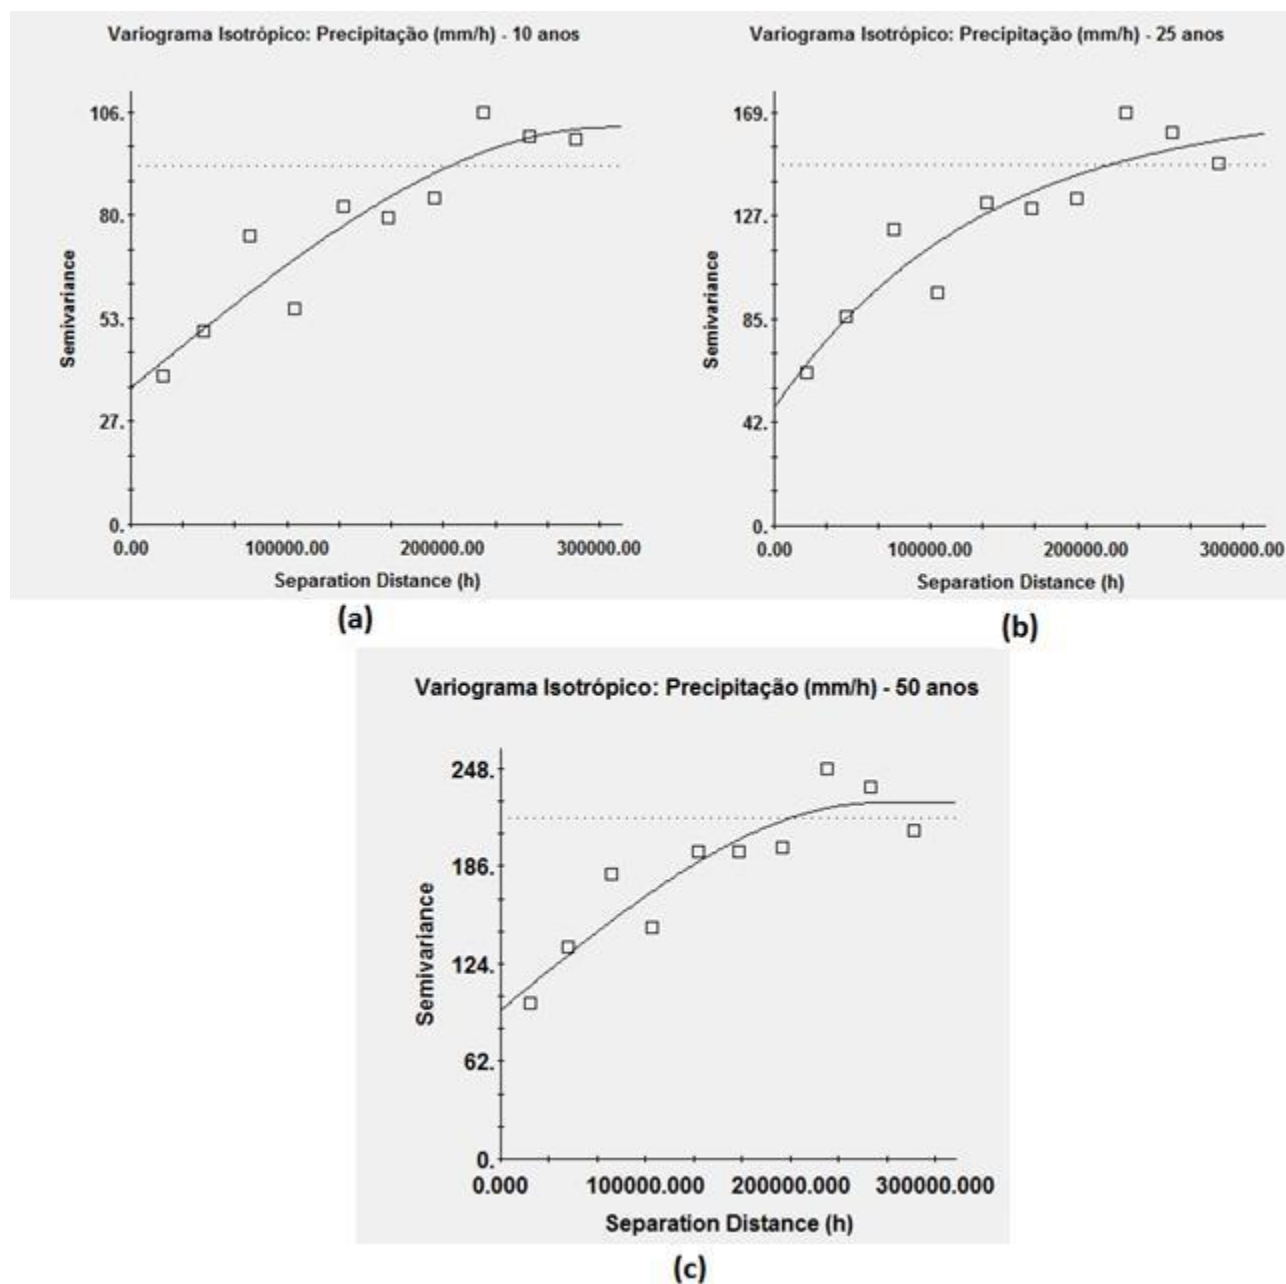 Variograma Isotrópico: Precipitação (mm/h) - 10 anos
106.
80.
53.
27.
0.
Semivariance
0.00 100000.00 200000.00 300000.00
Separation Distance (h)
(a)
Variograma Isotrópico: Precipitação (mm/h) - 25 anos
169.
127.
85.
42.
0.
Semivariance
0.00 100000.00 200000.00 300000.00
Separation Distance (h)
(b)
Variograma Isotrópico: Precipitação (mm/h) - 50 anos
248.
186.
124.
62.
0.
Semivariance
0.000 100000.000 200000.000 300000.000
Separation Distance (h)
(c)